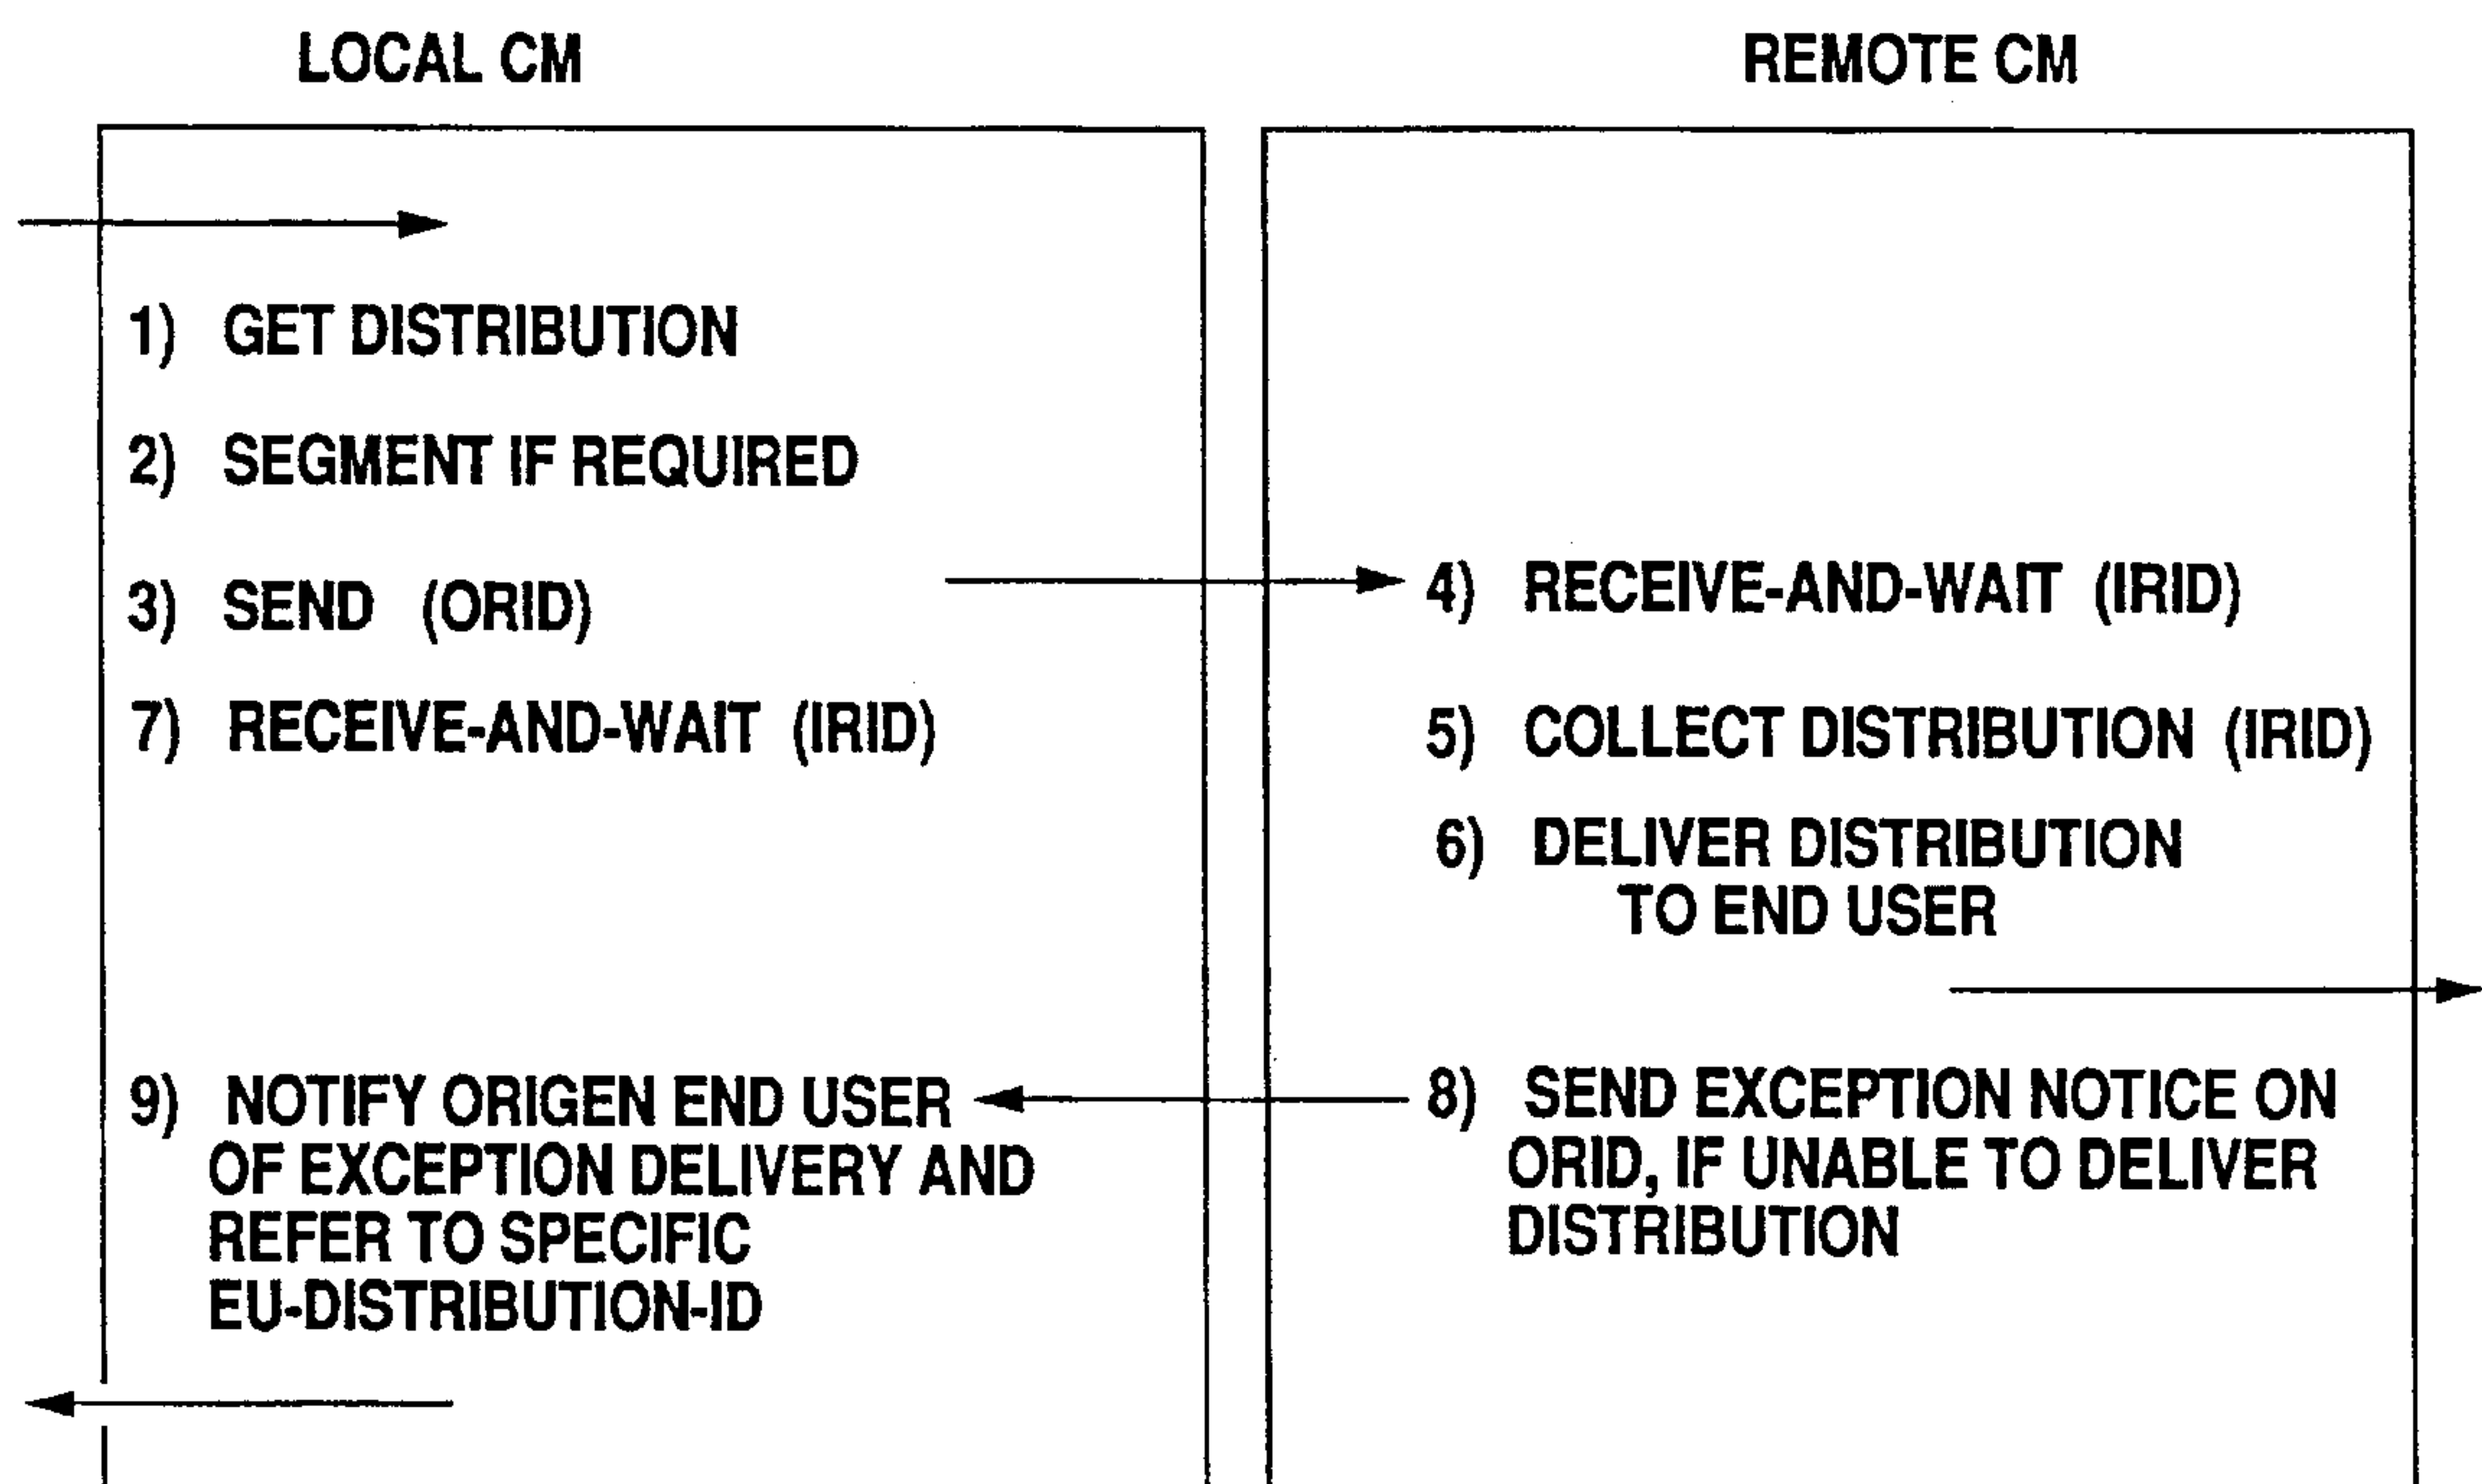 LOCAL CM
REMOTE CM
1) GET DISTRIBUTION
2) SEGMENT IF REQUIRED
3) SEND (ORID)
7) RECEIVE-AND-WAIT (IRID)
9) NOTIFY ORIGEN END USER
OF EXCEPTION DELIVERY AND
REFER TO SPECIFIC
EU-DISTRIBUTION-ID
4) RECEIVE-AND-WAIT (IRID)
5) COLLECT DISTRIBUTION (IRID)
6) DELIVER DISTRIBUTION
TO END USER
8) SEND EXCEPTION NOTICE ON
ORID, IF UNABLE TO DELIVER
DISTRIBUTION